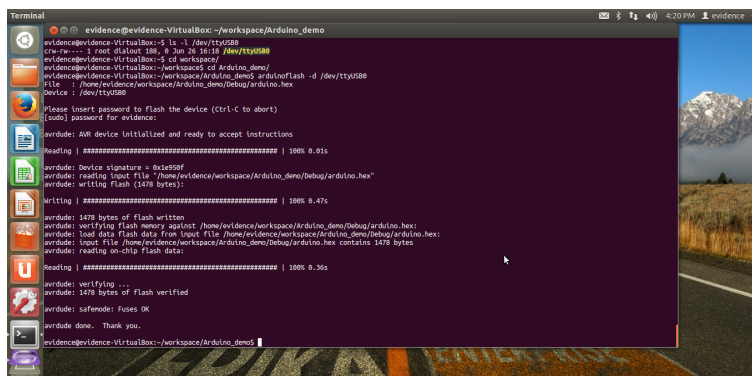 Terminal
4:20 PM
evidence
evidence@evidence-VirtualBox: ~/workspace/Arduino_demo
evidence@evidence-VirtualBox:~$ ls -l /dev/ttyUSB0
crw-rw---- 1 root dialout 188, 0 Jun 26 16:18 /dev/ttyUSB0
evidence@evidence-VirtualBox:~$ cd workspace/
evidence@evidence-VirtualBox:~/workspace$ cd Arduino_demo/
evidence@evidence-VirtualBox:~/workspace/Arduino_demo$ arduinoflash -d /dev/ttyUSB0
File   : /home/evidence/workspace/Arduino_demo/Debug/arduino.hex
Device : /dev/ttyUSB0
Please insert password to flash the device (Ctrl-C to abort)
[sudo] password for evidence:
avrdude: AVR device initialized and ready to accept instructions
Reading | ################################################## | 100% 0.01s
avrdude: Device signature = 0x1e950f
avrdude: reading input file "/home/evidence/workspace/Arduino_demo/Debug/arduino.hex"
avrdude: writing flash (1478 bytes):
Writing | ################################################## | 100% 0.47s
avrdude: 1478 bytes of flash written
avrdude: verifying flash memory against /home/evidence/workspace/Arduino_demo/Debug/arduino.hex:
avrdude: load data flash data from input file /home/evidence/workspace/Arduino_demo/Debug/arduino.hex:
avrdude: input file /home/evidence/workspace/Arduino_demo/Debug/arduino.hex contains 1478 bytes
avrdude: reading on-chip flash data:
Reading | ################################################## | 100% 0.36s
avrdude: verifying ...
avrdude: 1478 bytes of flash verified
avrdude: safemode: Fuses OK
avrdude done.  Thank you.
evidence@evidence-VirtualBox:~/workspace/Arduino_demo$
ERIKA ENTERPRISE